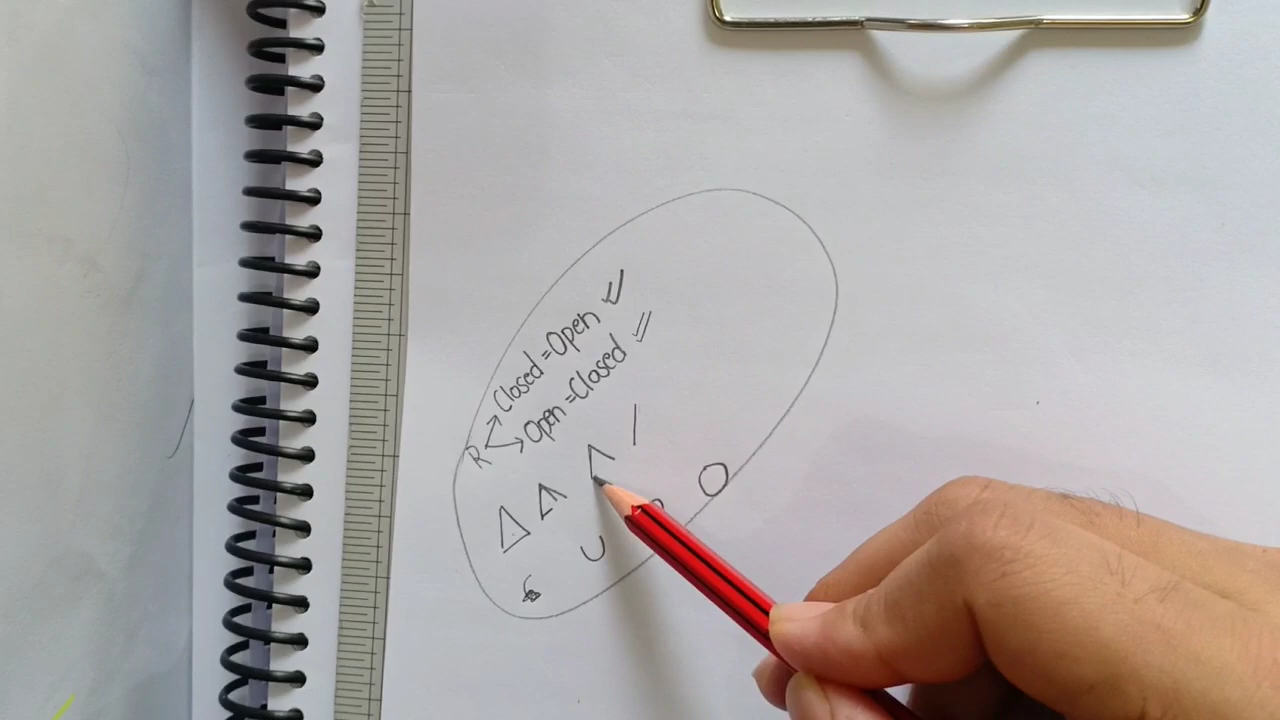 R → Closed = Open ✓
→ Open = Closed